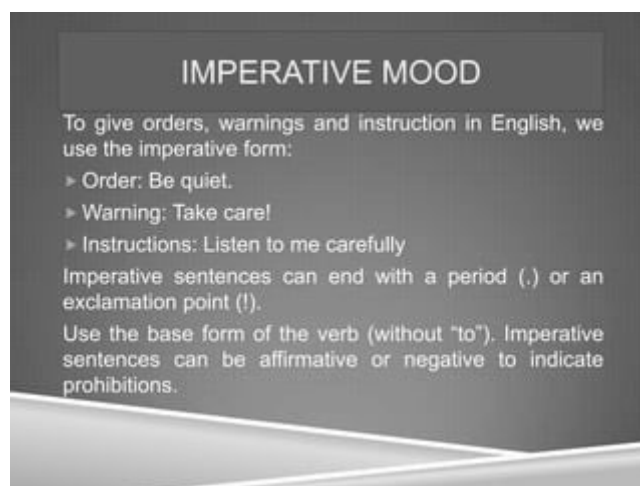 IMPERATIVE MOOD
To give orders, warnings and instruction in English, we
use the imperative form:
Order: Be quiet.
Warning: Take care!
Instructions: Listen to me carefully
Imperative sentences can end with a period (.) or an
exclamation point (!).
Use the base form of the verb (without “to”). Imperative
sentences can be affirmative or negative to indicate
prohibitions.